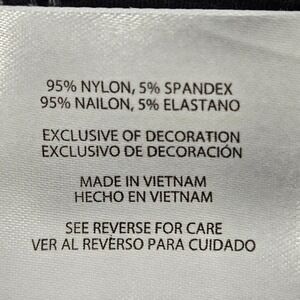 95% NYLON, 5% SPANDEX
95% NAILON, 5% ELASTANO
EXCLUSIVE OF DECORATION
EXCLUSIVO DE DECORACIÓN
MADE IN VIETNAM
HECHO EN VIETNAM
SEE REVERSE FOR CARE
VER AL REVERSO PARA CUIDADO